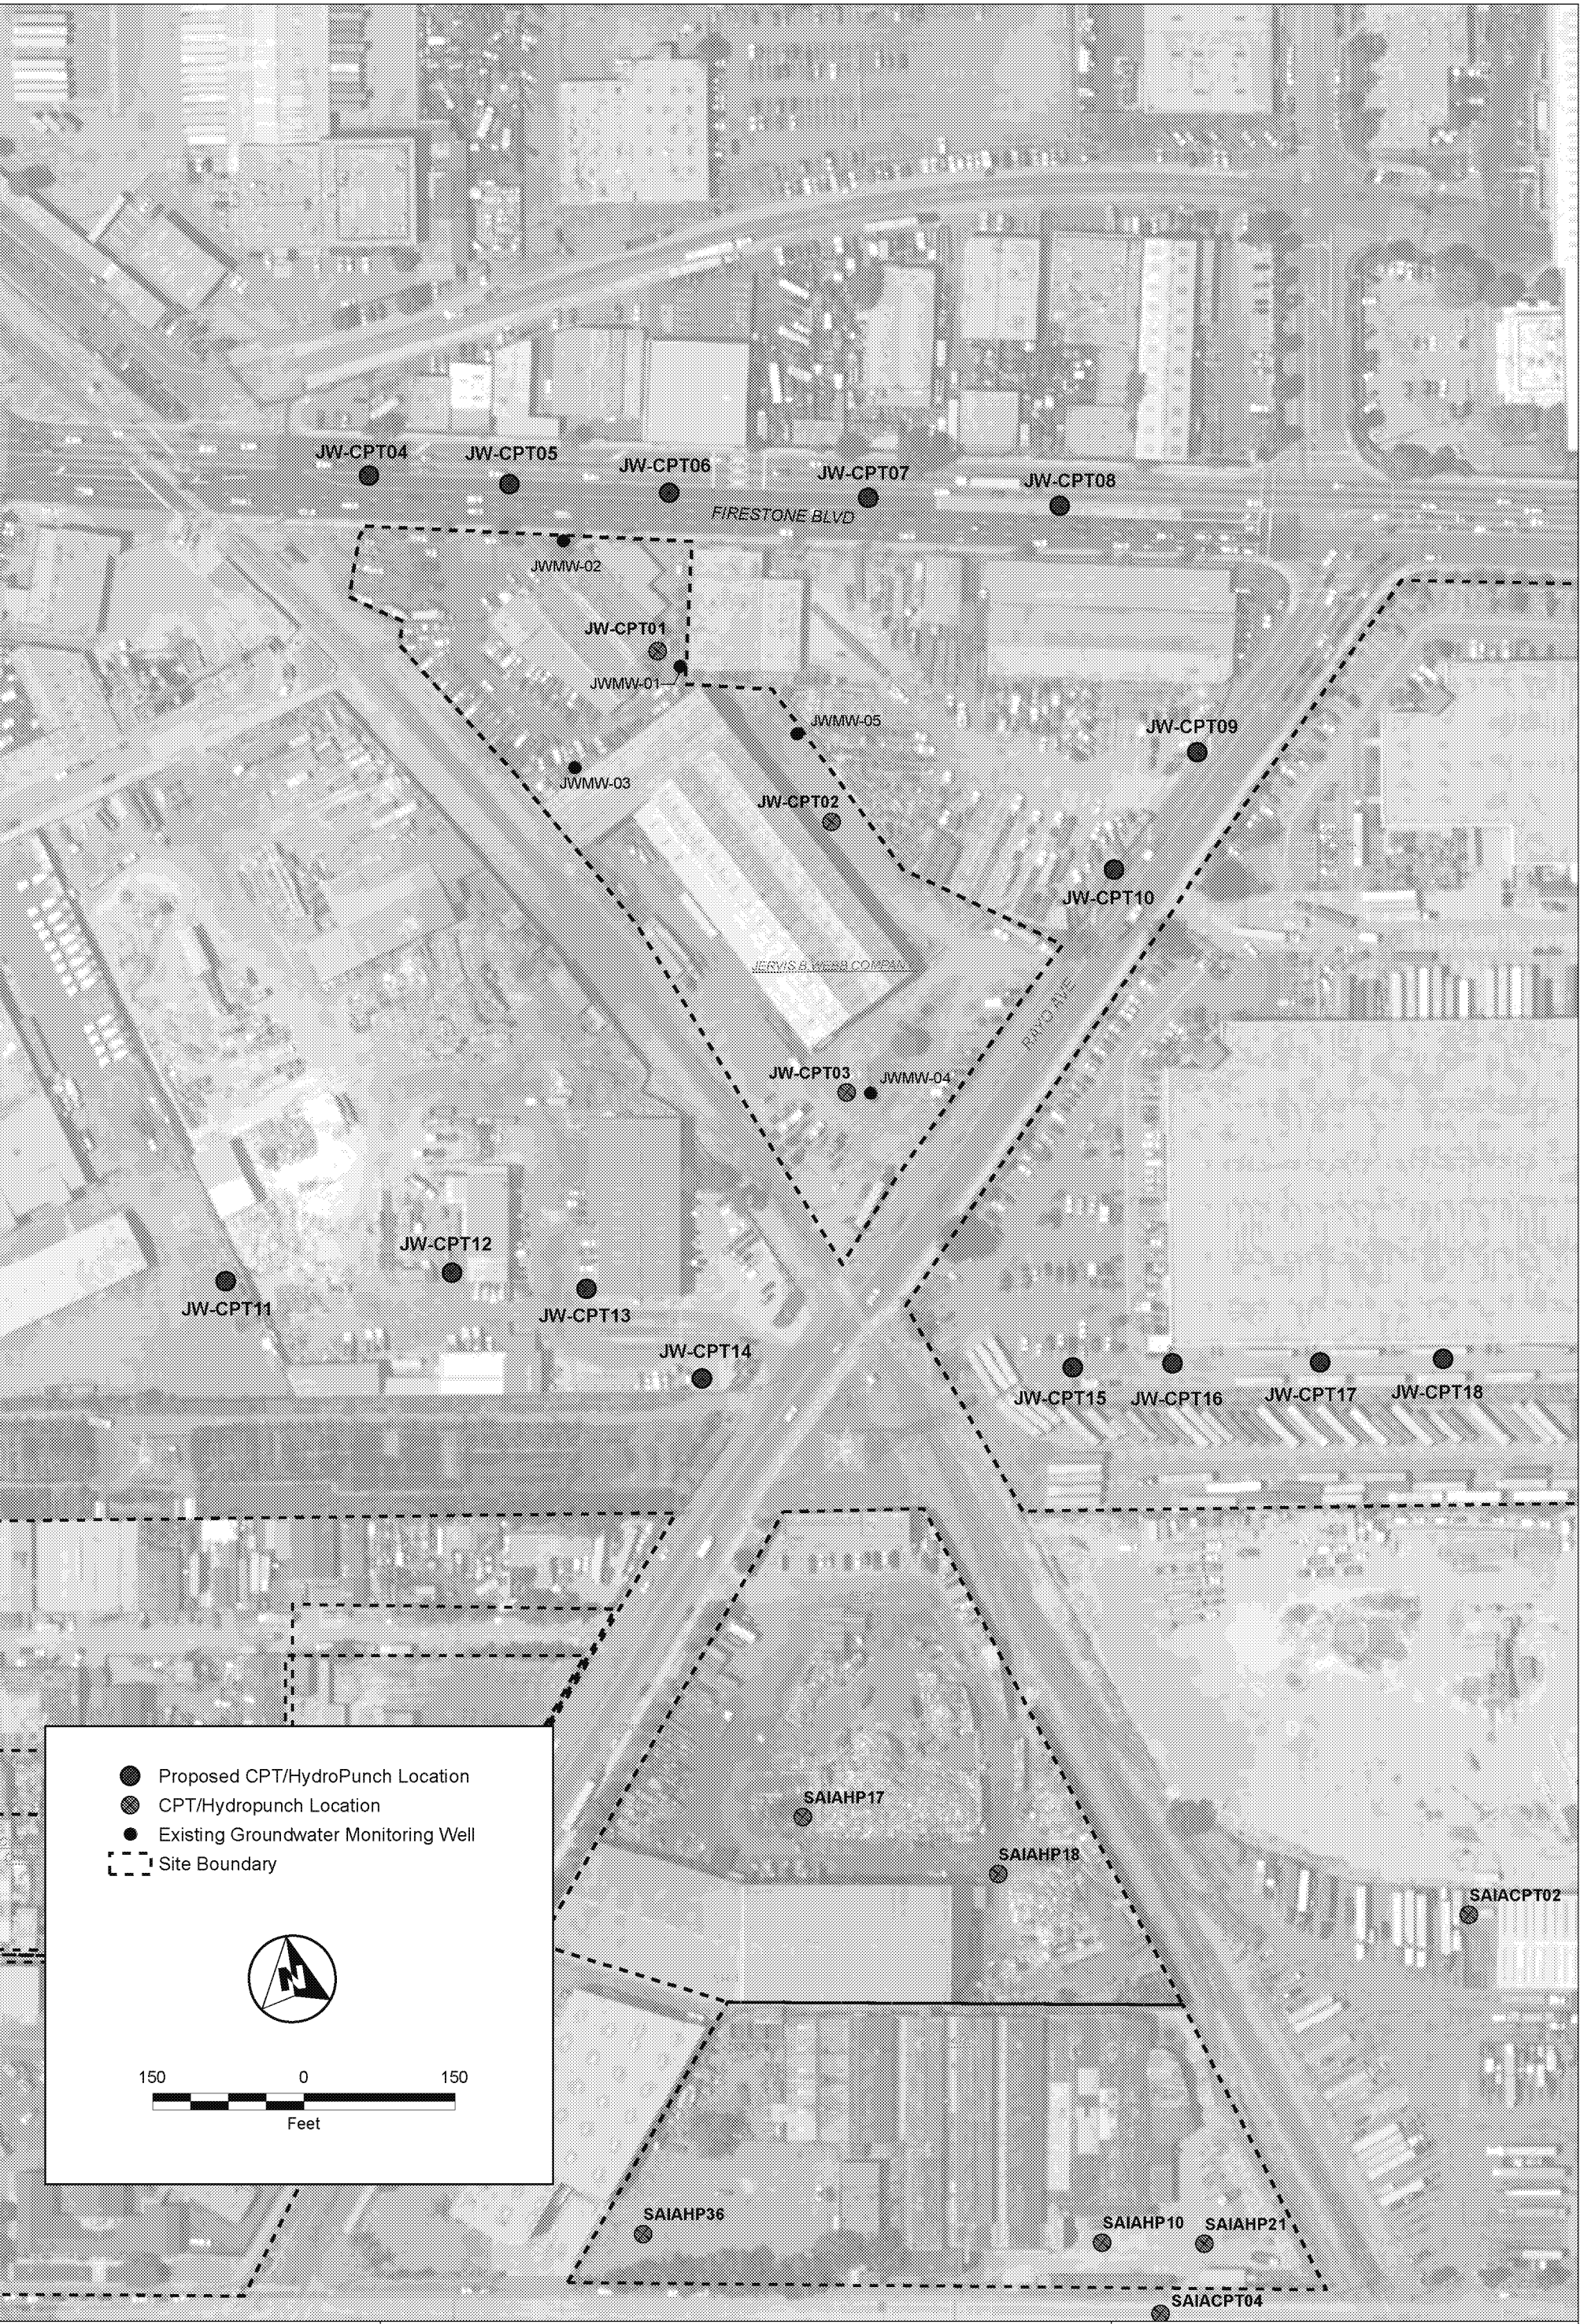 JW-CPT04
JW-CPT05
JW-CPT06
JW-CPT07
JW-CPT08
FIRESTONE BLVD
JWMW-02
JW-CPT01
JWMW-01
JWMW-05
JW-CPT09
JWMW-03
JW-CPT02
JW-CPT10
JERVIS B. WEBB COMPANY
RAYO AVE
JW-CPT03
JWMW-04
JW-CPT12
JW-CPT11
JW-CPT13
JW-CPT14
JW-CPT15
JW-CPT16
JW-CPT17
JW-CPT18
Proposed CPT/HydroPunch Location
CPT/Hydropunch Location
Existing Groundwater Monitoring Well
Site Boundary
N
150 0 150
Feet
SAIAHP17
SAIAHP18
SAIACPT02
SAIAHP36
SAIAHP10
SAIAHP21
SAIACPT04